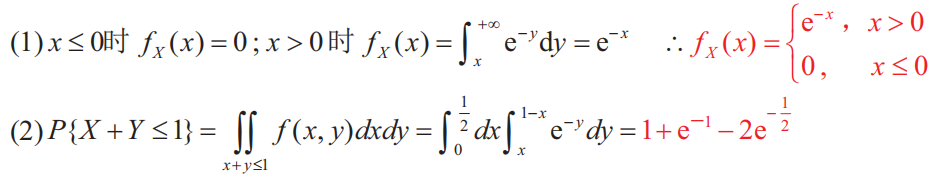 (1) x ≤ 0时 f_X(x) = 0 ; x > 0 时 f_X(x) = ∫_x^{+∞} e^{-y}dy = e^{-x} ∴ f_X(x) = { e^{-x} , x > 0 ; 0 , x ≤ 0
(2) P{X + Y ≤ 1} = ∬_{x+y≤1} f(x, y)dxdy = ∫_0^{1/2} dx ∫_x^{1-x} e^{-y}dy = 1 + e^{-1} − 2e^{-1/2}